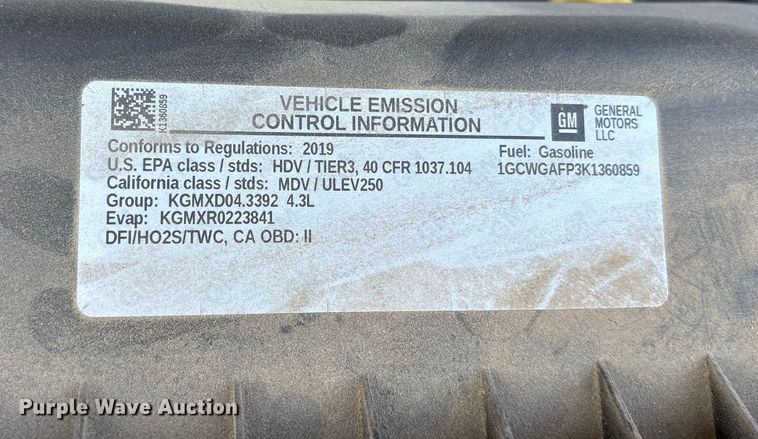 K1360859
VEHICLE EMISSION
CONTROL INFORMATION
GM
GENERAL
MOTORS
LLC
Conforms to Regulations: 2019
Fuel: Gasoline
U.S. EPA class / stds: HDV / TIER3, 40 CFR 1037.104
1GCWGAFP3K1360859
California class / stds: MDV / ULEV250
Group: KGMXD04.3392 4.3L
Evap: KGMXR0223841
DFI/HO2S/TWC, CA OBD: II
Purple Wave Auction